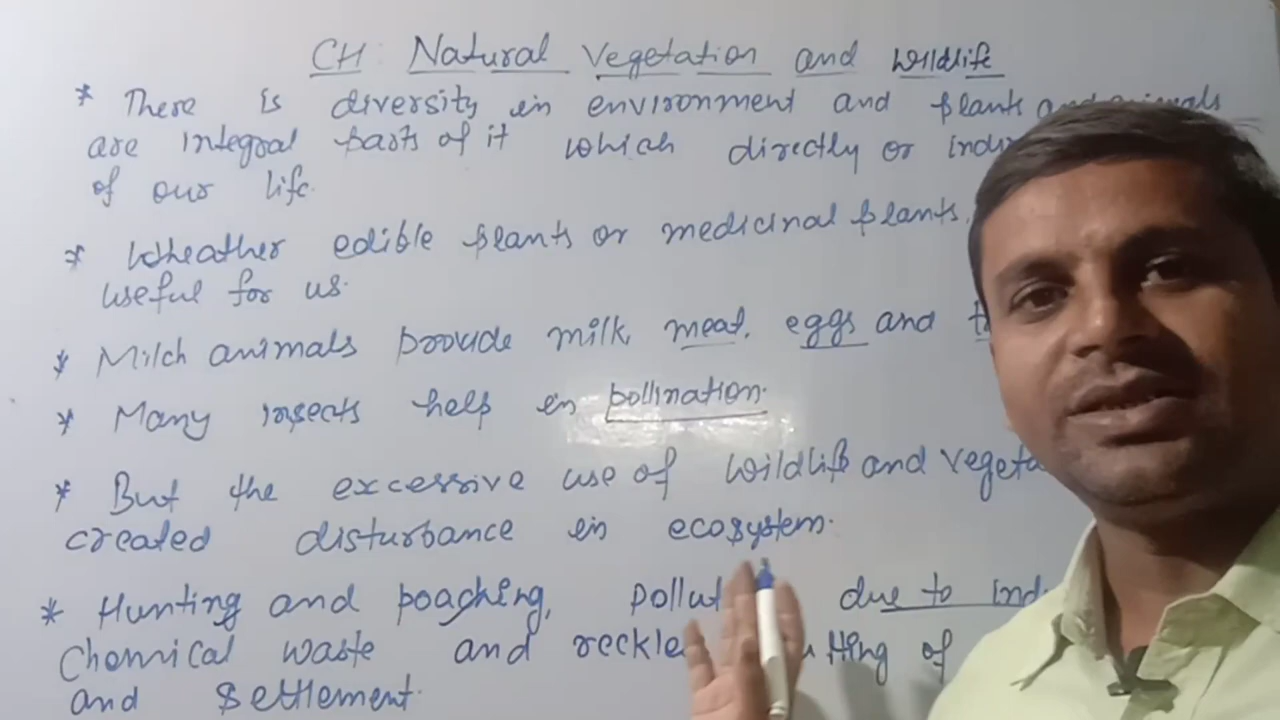 CH: Natural Vegetation and Wildlife
* There is diversity in environment and plants and animals
are integral parts of it which directly or
of our life.
* Wheather edible plants or medicinal plants.
useful for us.
* Milch animals provide milk, meat, eggs and
* Many insects help in pollination.
* But the excessive use of wildlife and
created disturbance in ecosystem.
* Hunting and poaching, due to
Chemical waste and of
and settlement.